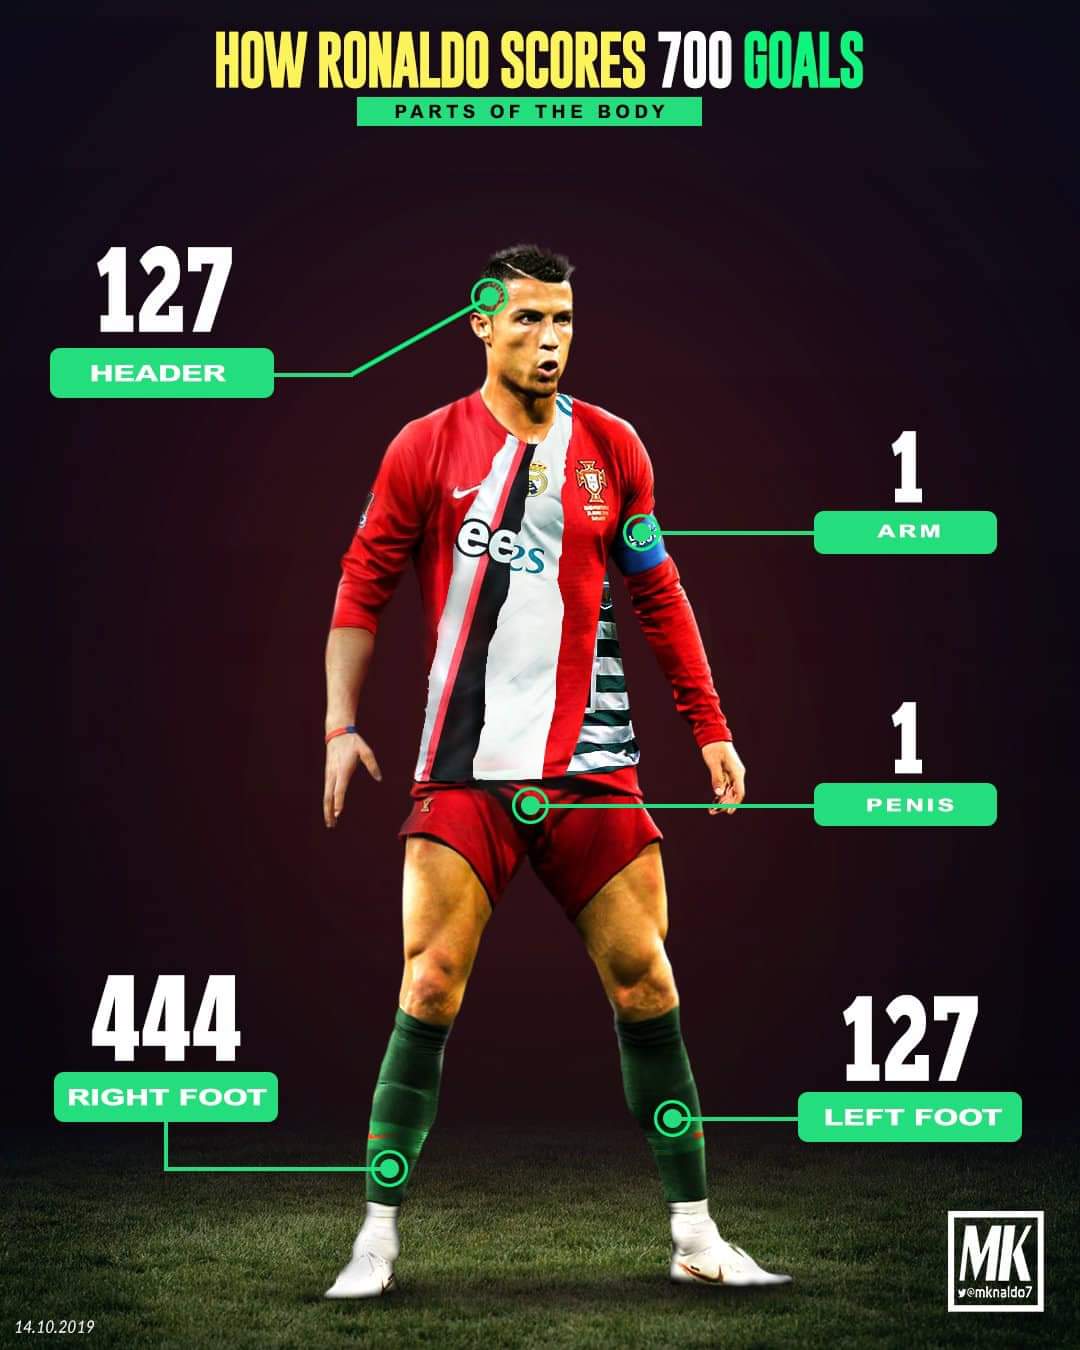 HOW RONALDO SCORES 700 GOALS
PARTS OF THE BODY
127
HEADER
1
ARM
ees
1
PENIS
444
RIGHT FOOT
127
LEFT FOOT
MK
@mknaldo7
14.10.2019